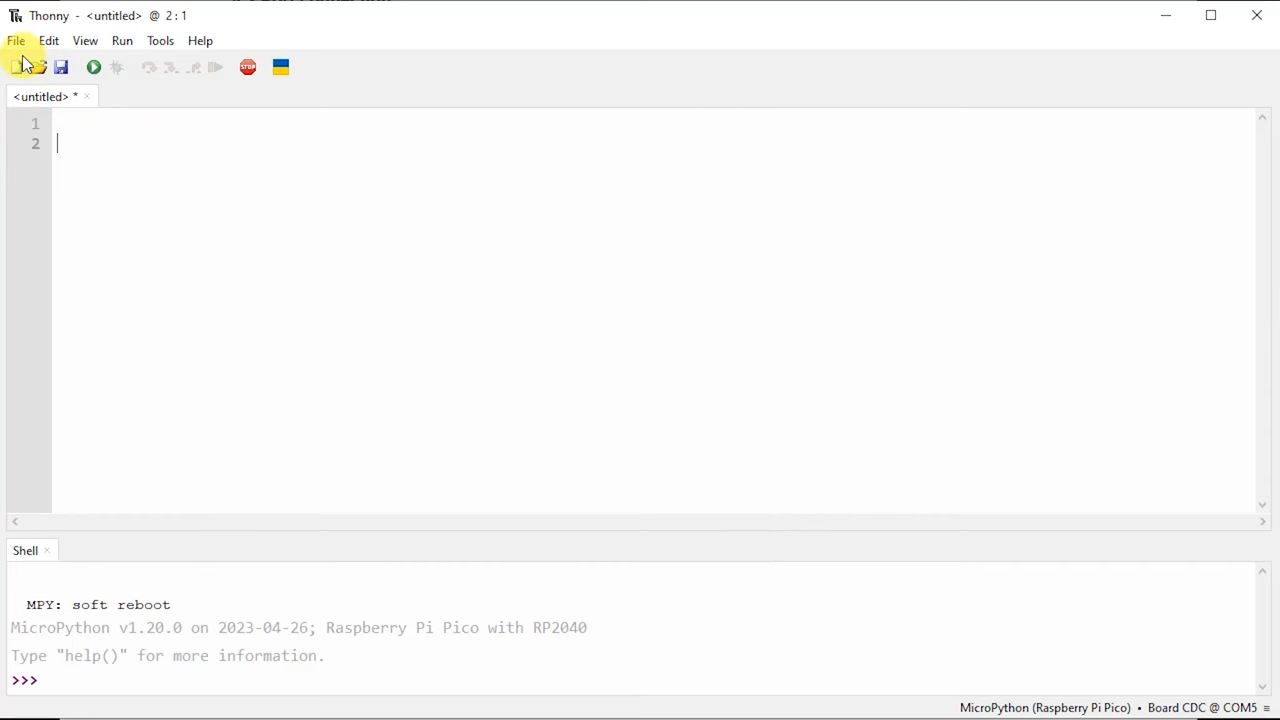 Thonny - <untitled> @ 2:1
File Edit View Run Tools Help
STOP
<untitled> * ×
1
2
Shell ×
MPY: soft reboot
MicroPython v1.20.0 on 2023-04-26; Raspberry Pi Pico with RP2040
Type "help()" for more information.
>>>
MicroPython (Raspberry Pi Pico) • Board CDC @ COM5 ≡